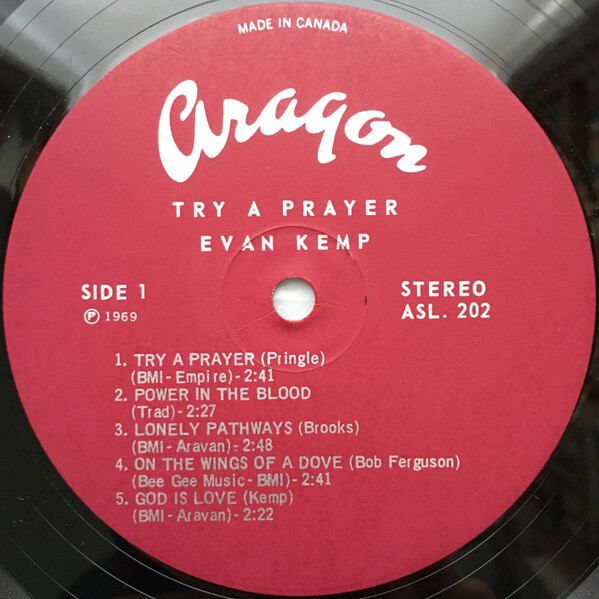 MADE IN CANADA
Aragon
TRY A PRAYER
EVAN KEMP
SIDE 1
Ⓟ 1969
STEREO
ASL. 202
1. TRY A PRAYER (Pringle)
(BMI - Empire) - 2:41
2. POWER IN THE BLOOD
(Trad) - 2:27
3. LONELY PATHWAYS (Brooks)
(BMI - Aravan) - 2:48
4. ON THE WINGS OF A DOVE (Bob Ferguson)
(Bee Gee Music - BMI) - 2:41
5. GOD IS LOVE (Kemp)
(BMI - Aravan) - 2:22